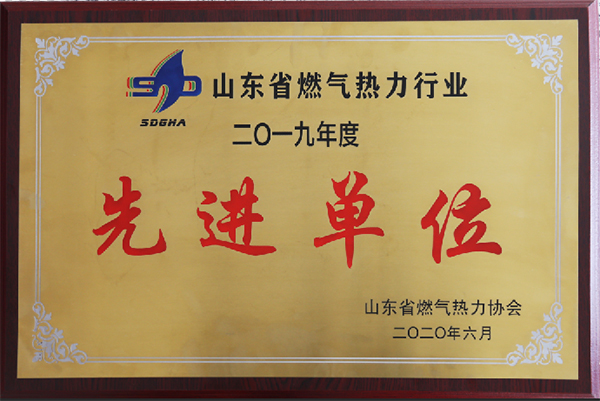 山东省燃气热力行业
SDGHA
二〇一九年度
先进单位
山东省燃气热力协会
二〇二〇年六月